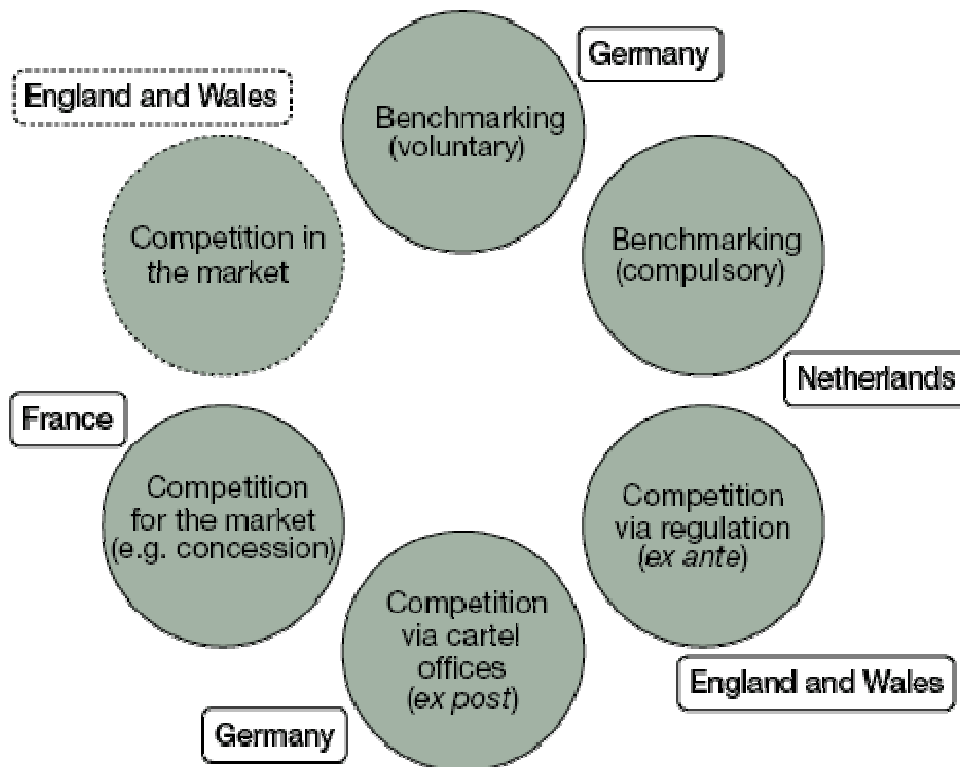 Germany
England and Wales
Benchmarking
(voluntary)
Competition in
the market
Benchmarking
(compulsory)
Netherlands
France
Competition
for the market
(e.g. concession)
Competition
via regulation
(ex ante)
Competition
via cartel
offices
(ex post)
England and Wales
Germany